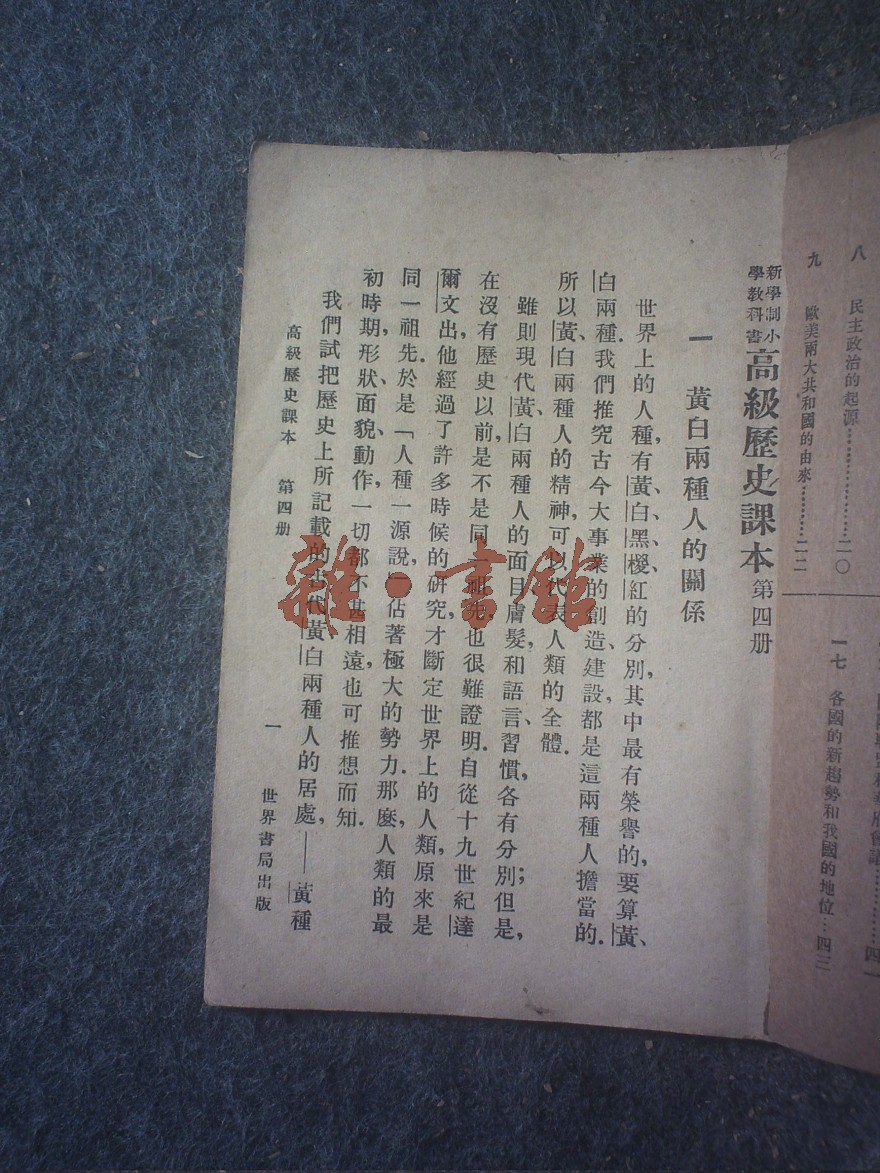 八 民主政治的起源…………二〇
九 歐美兩大共和國的由來…………二二
一七 各國的新趨勢和我國的地位…四三
新學制小學教科書 高級歷史課本 第四册
一 黃白兩種人的關係
世界上的人種,有黃、白、黑、椶、紅的分別,其中最有榮譽的,要算黃、
白兩種.我們推究古今大事業的創造、建設,都是這兩種人擔當的.
所以黃、白兩種人的精神,可以代表人類的全體.
雖則現代黃、白兩種人的面目膚髮,和語言、習慣,各有分別;但是,
在沒有歷史以前,是不是同一祖先,也很難證明.自從十九世紀達
爾文出,他經過了許多時候的研究,才斷定世界上的人類,原來是
同一祖先.於是「人種一源說」佔著極大的勢力.那麽,人類的最
初時期,形狀、面貌、動作,一切都不甚相遠,也可推想而知.
我們試把歷史上所記載的古代黃、白兩種人的居處,——黃種
高級歷史課本 第四册 一 世界書局出版
雜·書館